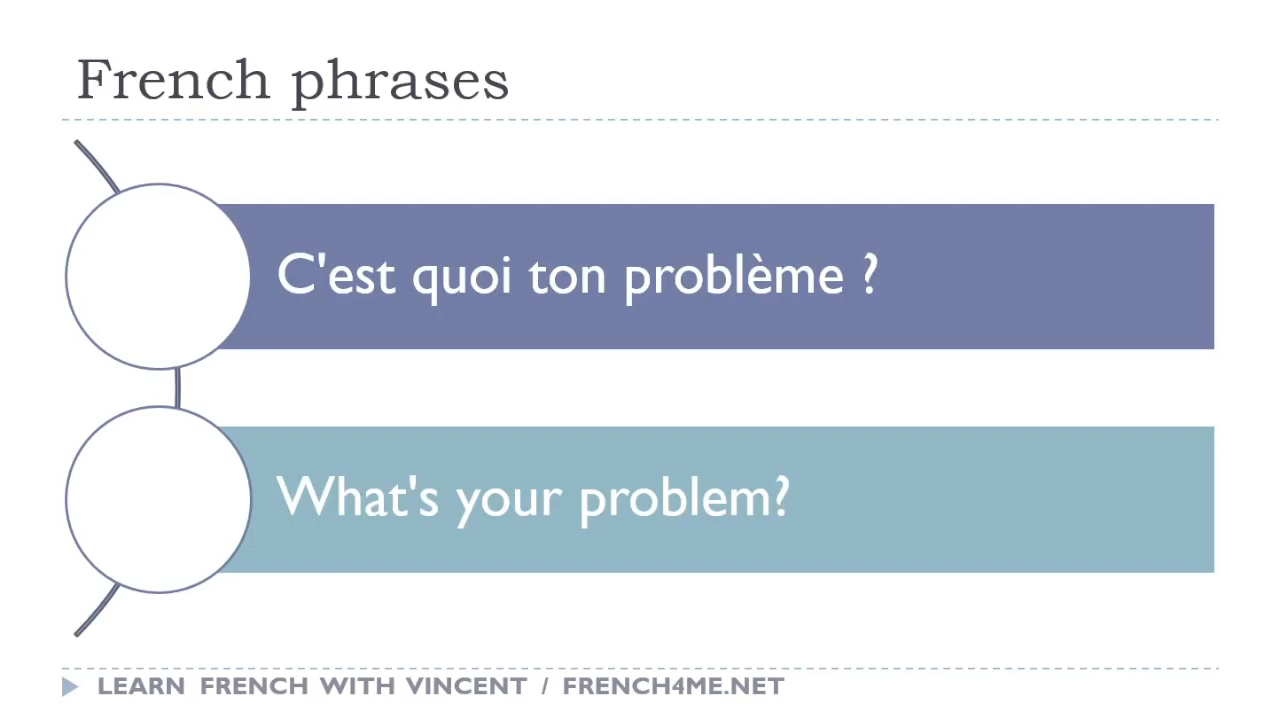 French phrases
C'est quoi ton problème ?
What's your problem?
LEARN FRENCH WITH VINCENT / FRENCH4ME.NET